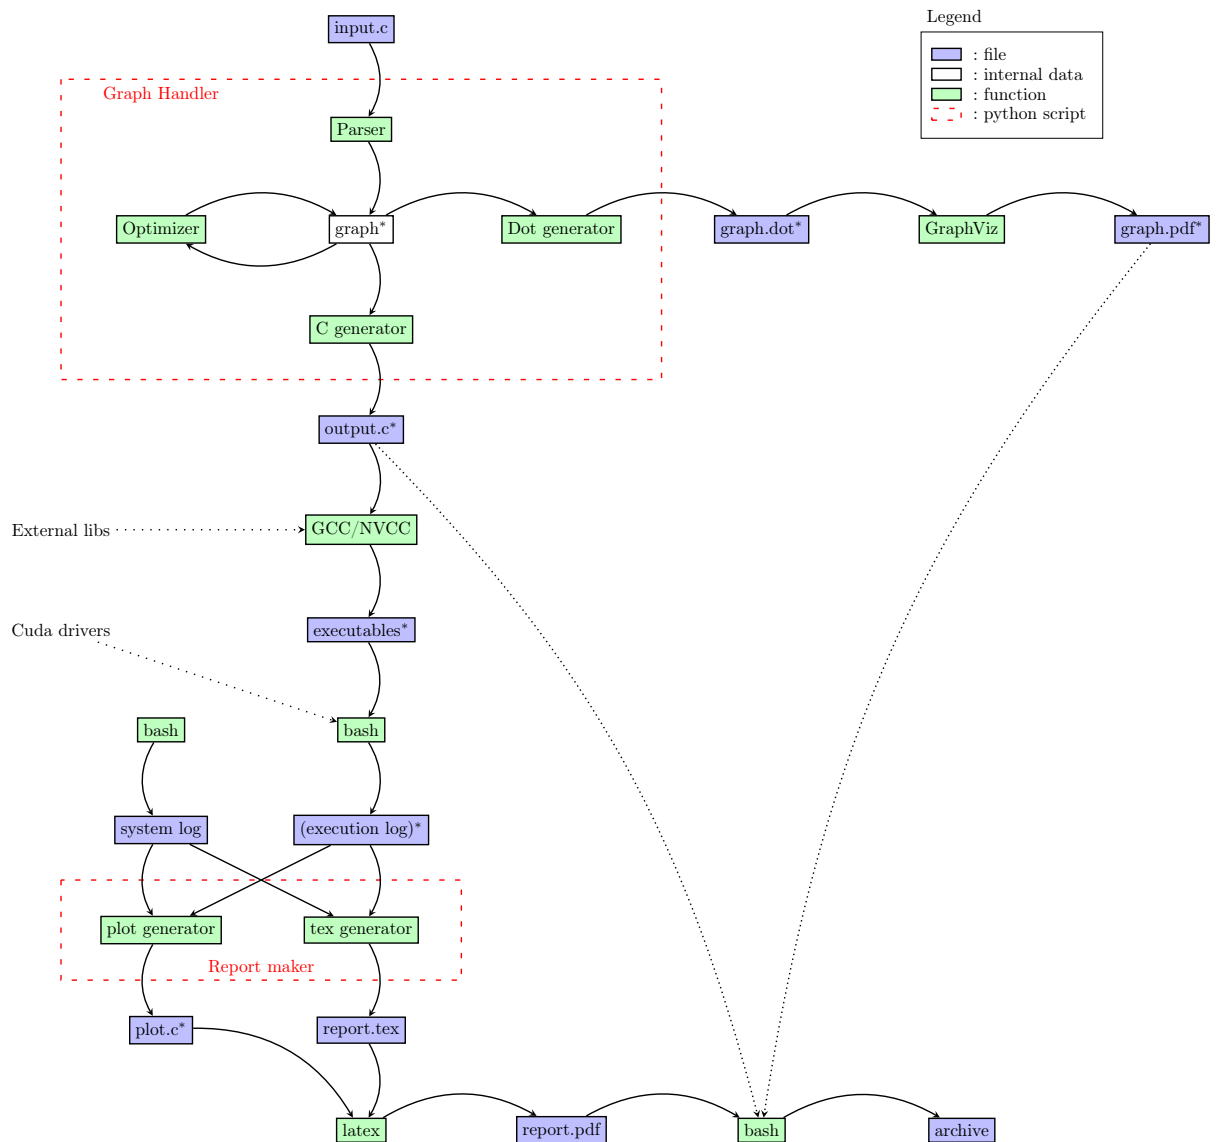 Legend
input.c
: file
: internal data
: function
: python script
Graph Handler
Parser
Optimizer
graph*
Dot generator
graph.dot*
GraphViz
graph.pdf*
C generator
output.c*
External libs
GCC/NVCC
Cuda drivers
executables*
bash
bash
system log
(execution log)*
plot generator
tex generator
Report maker
plot.c*
report.tex
latex
report.pdf
bash
archive